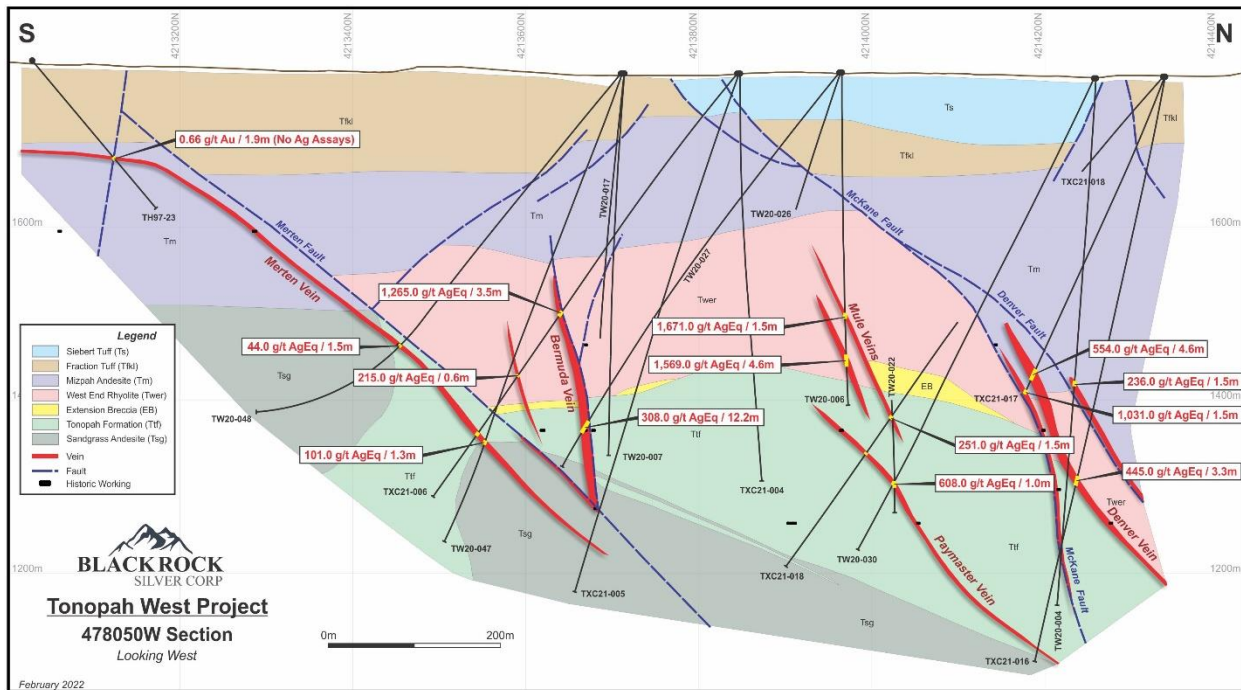 S
N
4213200N
4213400N
4213600N
4213800N
4214000N
4214200N
4214400N
Ts
Tfkl
Tfkl
Tfkl
0.66 g/t Au / 1.9m (No Ag Assays)
TH97-23
TW20-017
TW20-026
TXC21-018
1600m
1600m
Tm
Tm
Tm
Merten Fault
Merten Vein
McKane Fault
TW20-027
Twer
1,265.0 g/t AgEq / 3.5m
Bermuda Vein
1,671.0 g/t AgEq / 1.5m
Mule Veins
Denver Fault
44.0 g/t AgEq / 1.5m
1,569.0 g/t AgEq / 4.6m
554.0 g/t AgEq / 4.6m
Tsg
215.0 g/t AgEq / 0.6m
TW20-022
EB
236.0 g/t AgEq / 1.5m
1400m
TW20-006
TXC21-017
1,031.0 g/t AgEq / 1.5m
TW20-048
308.0 g/t AgEq / 12.2m
Ttf
251.0 g/t AgEq / 1.5m
101.0 g/t AgEq / 1.3m
TW20-007
Ttf
TXC21-006
TXC21-004
608.0 g/t AgEq / 1.0m
445.0 g/t AgEq / 3.3m
Twer
Tsg
Ttf
Denver Vein
TW20-047
TW20-030
Paymaster Vein
McKane Fault
1200m
1200m
TXC21-005
TXC21-018
TW20-004
Tsg
TXC21-016
Legend
Siebert Tuff (Ts)
Fraction Tuff (Tfkl)
Mizpah Andesite (Tm)
West End Rhyolite (Twer)
Extension Breccia (EB)
Tonopah Formation (Ttf)
Sandgrass Andesite (Tsg)
Vein
Fault
Historic Working
BLACKROCK
SILVER CORP
Tonopah West Project
478050W Section
Looking West
0m
200m
February 2022